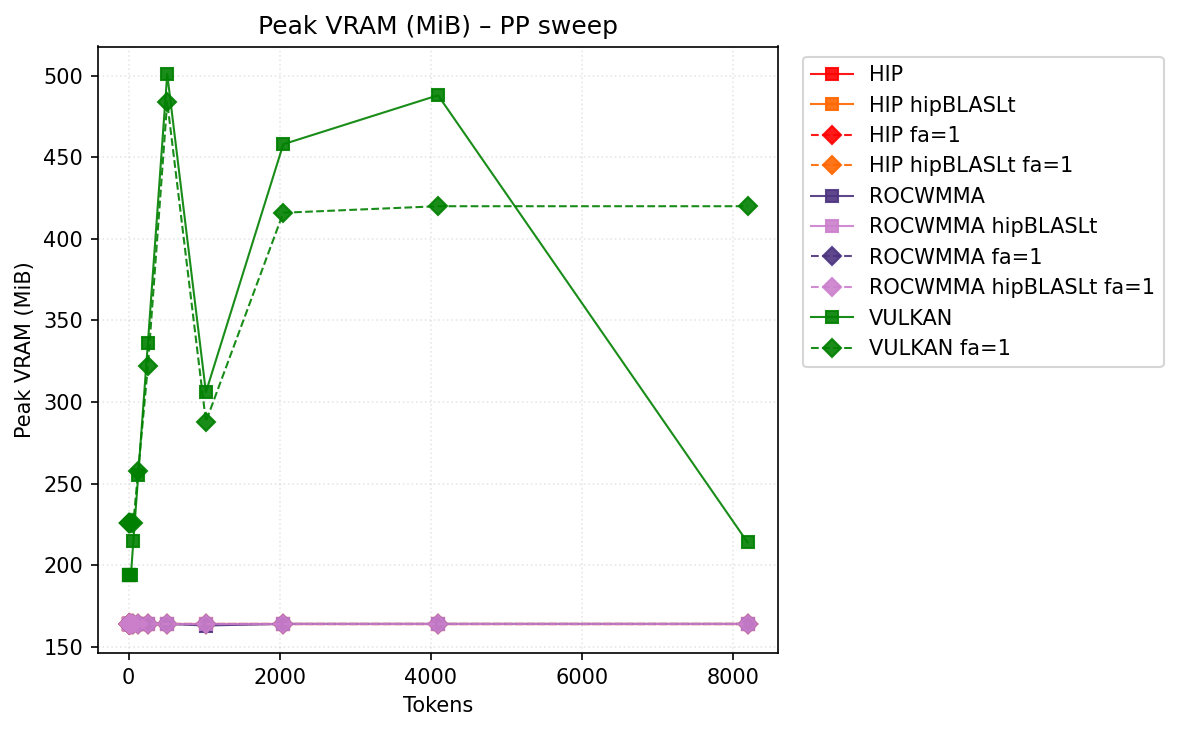 Peak VRAM (MiB) – PP sweep
500
450
400
350
300
250
200
150
Peak VRAM (MiB)
0 2000 4000 6000 8000
Tokens
HIP
HIP hipBLASLt
HIP fa=1
HIP hipBLASLt fa=1
ROCWMMA
ROCWMMA hipBLASLt
ROCWMMA fa=1
ROCWMMA hipBLASLt fa=1
VULKAN
VULKAN fa=1